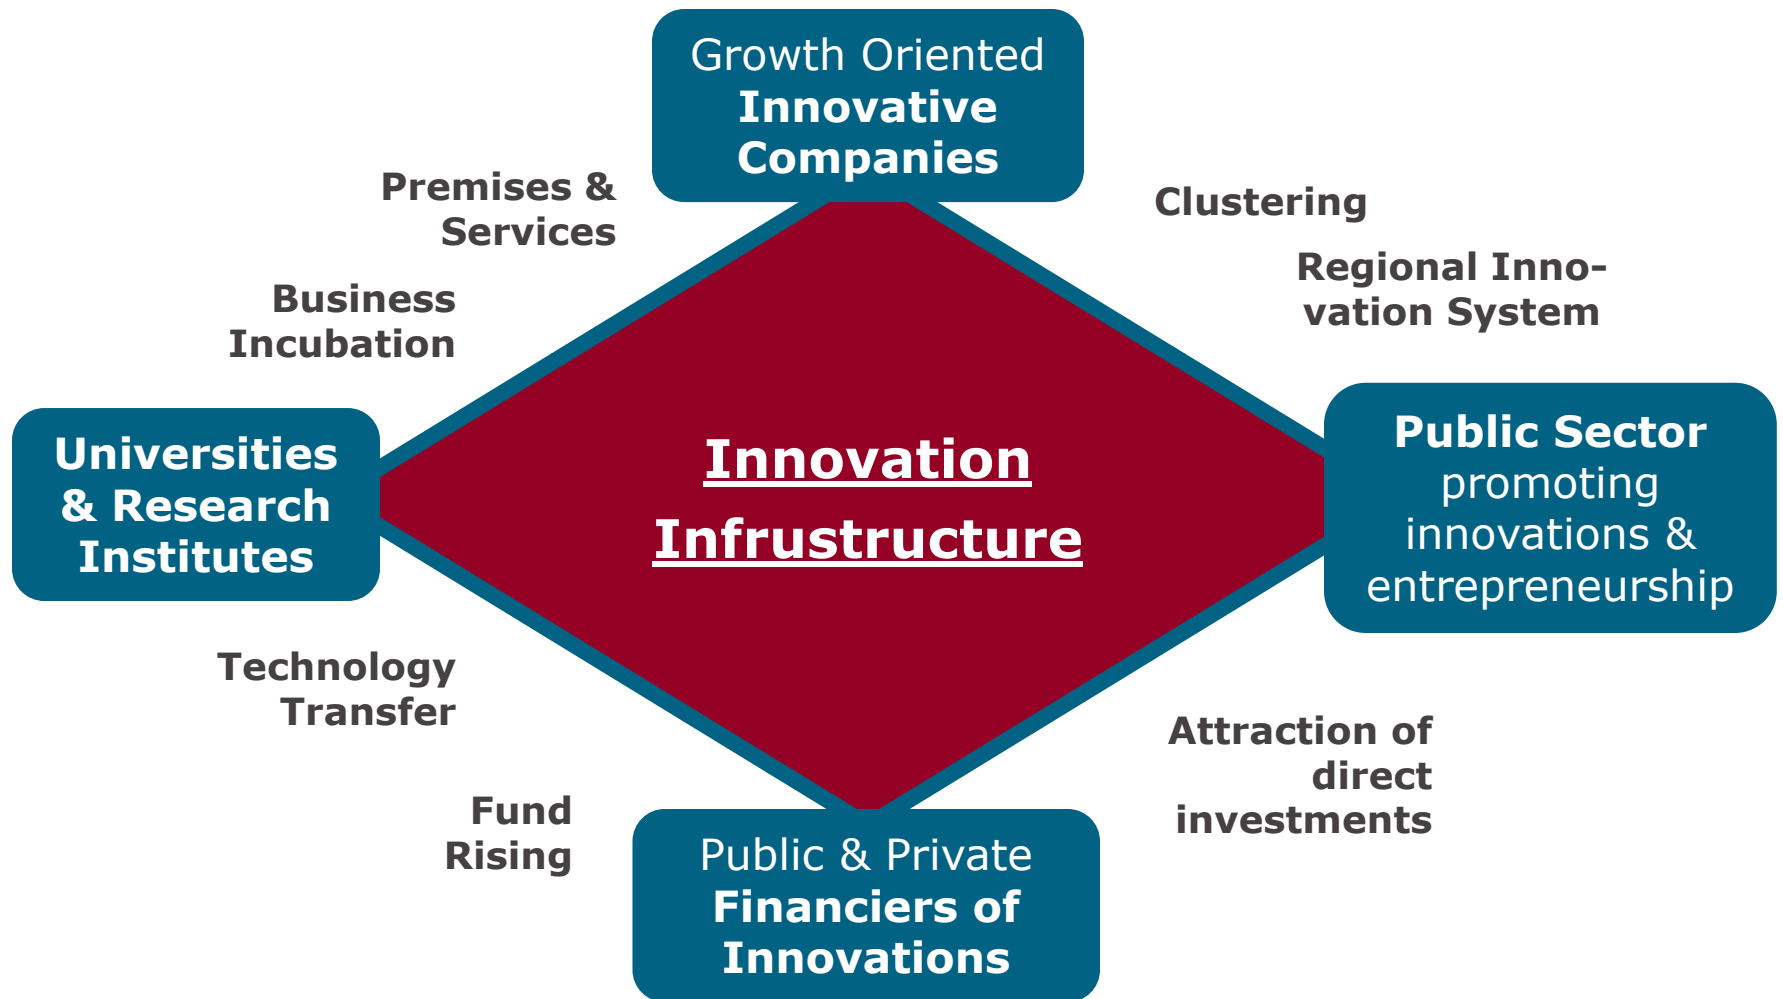 Growth Oriented
Innovative
Companies
Premises &
Services
Clustering
Regional Inno-
vation System
Business
Incubation
Universities
& Research
Institutes
Innovation
Infrustructure
Public Sector
promoting
innovations &
entrepreneurship
Technology
Transfer
Attraction of
direct
investments
Fund
Rising
Public & Private
Financiers of
Innovations